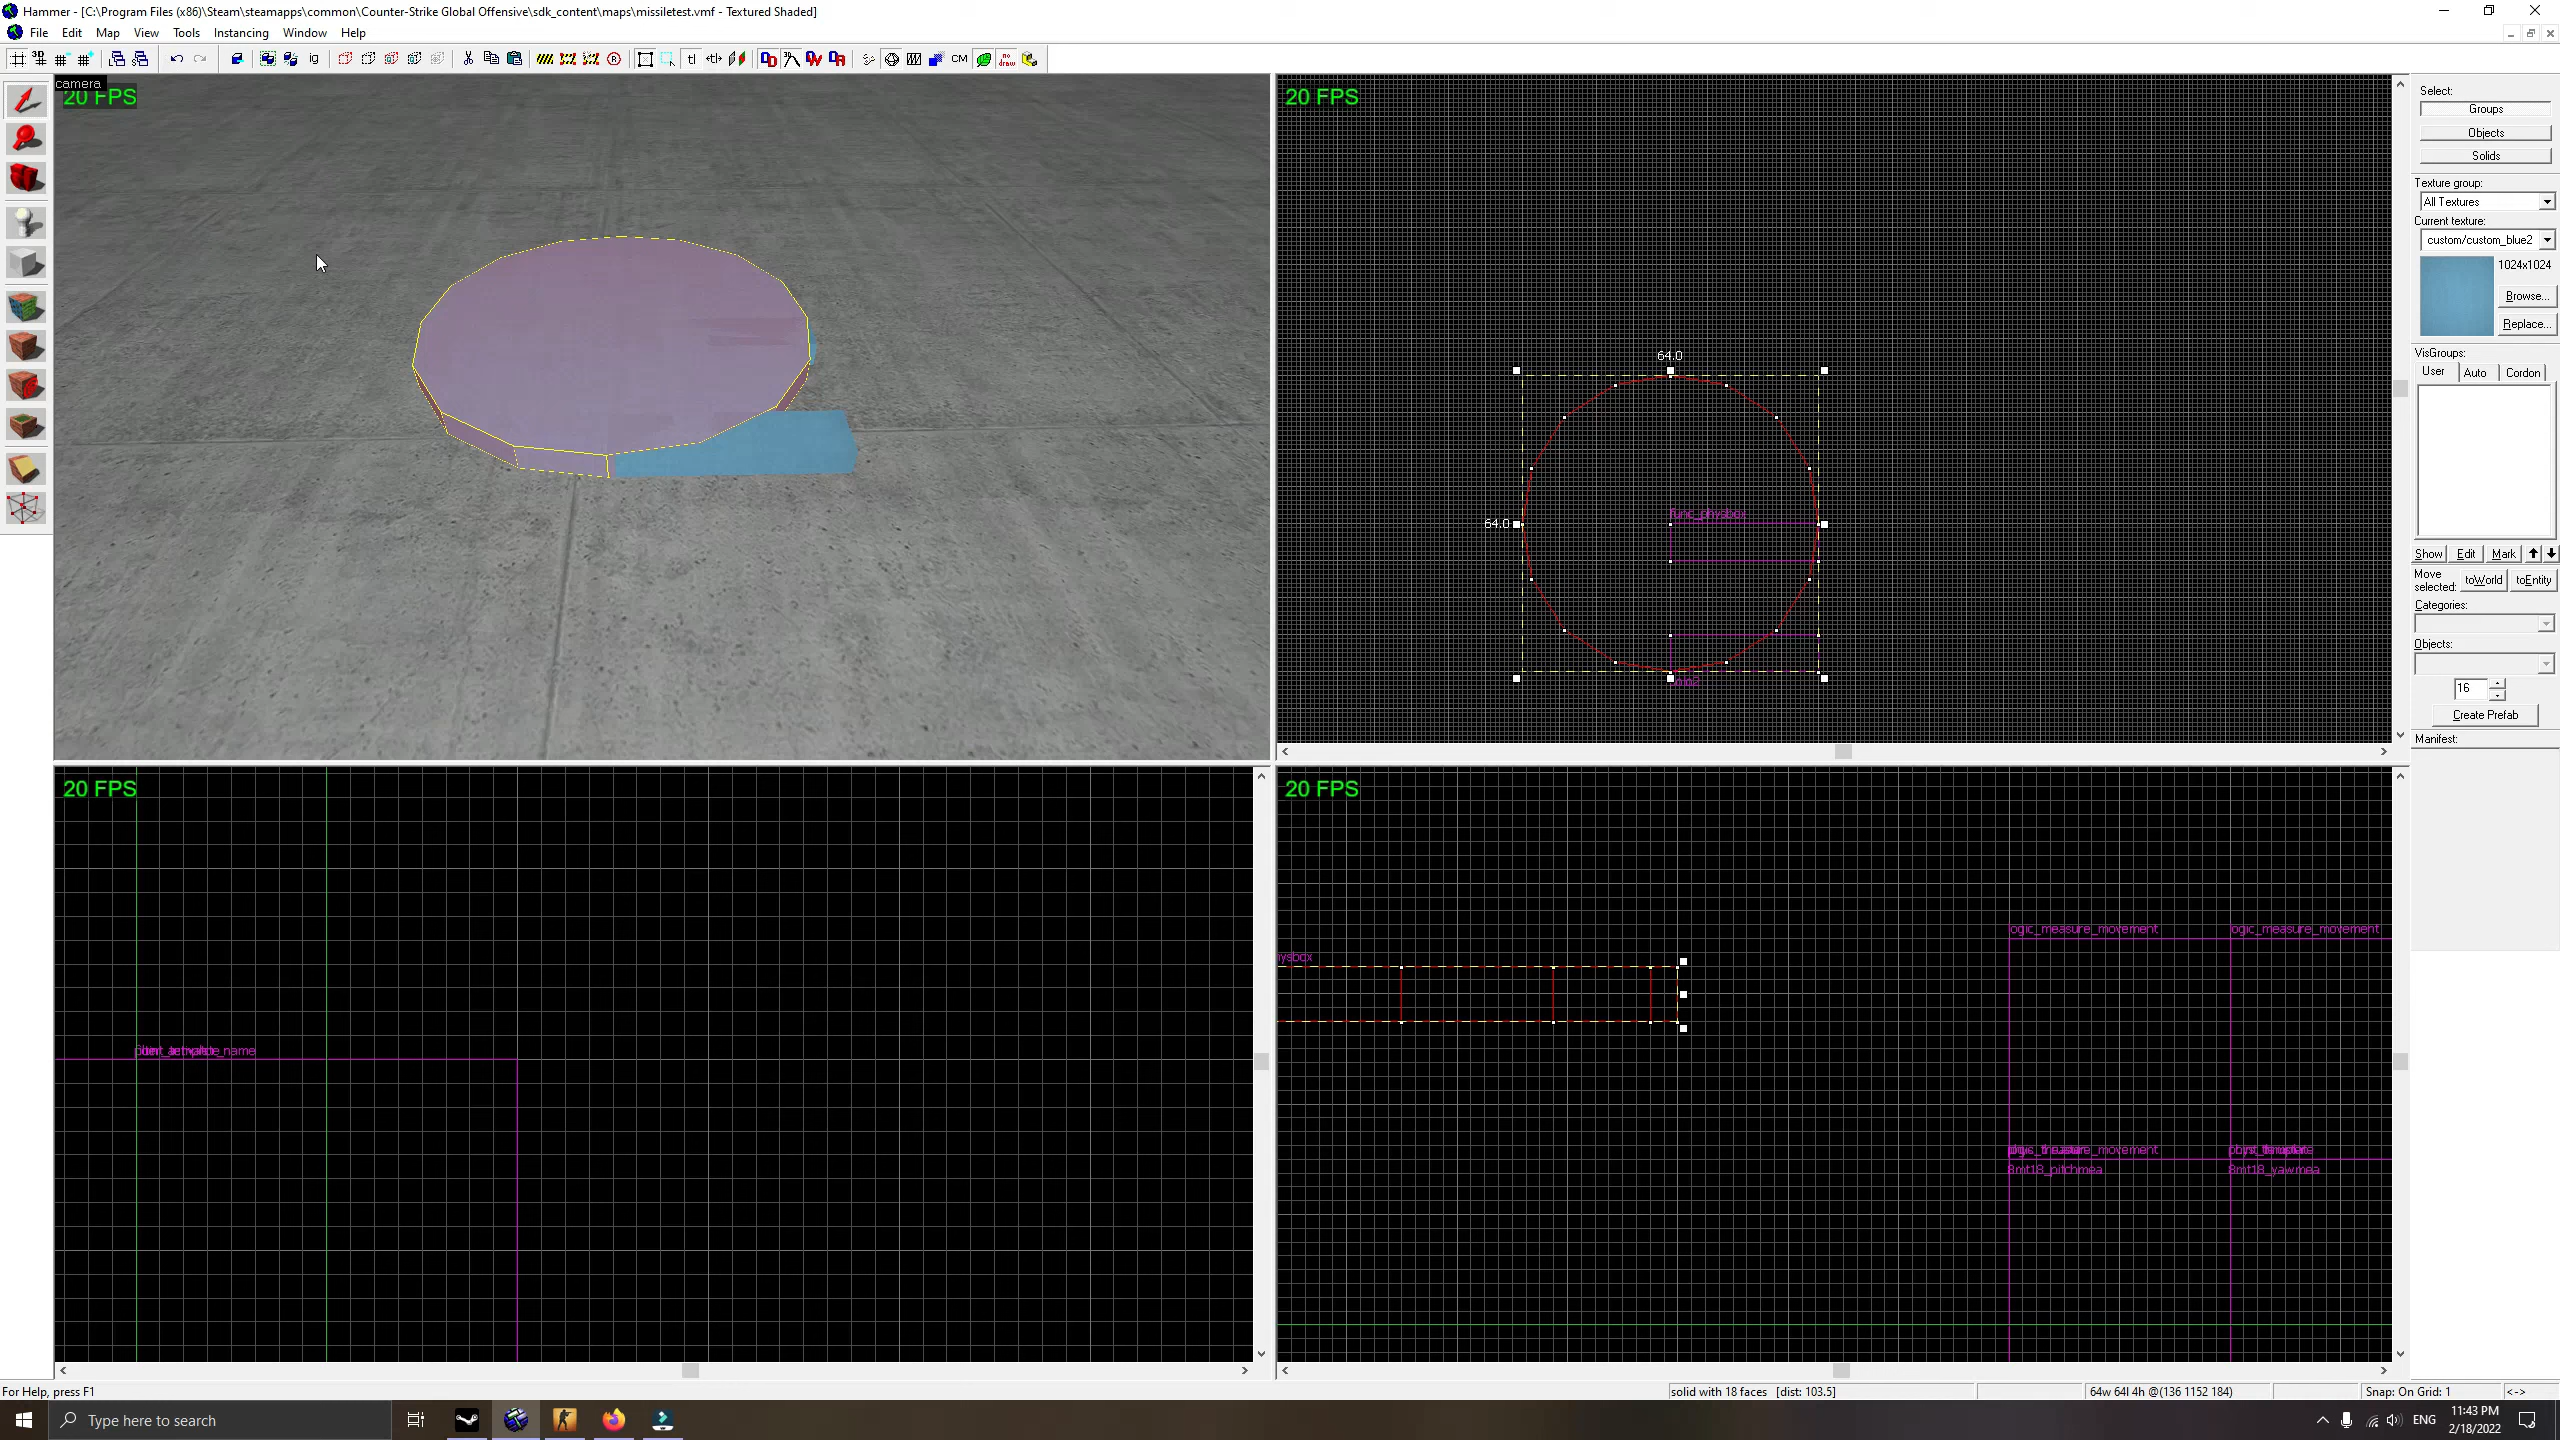 Hammer - [C:\Program Files (x86)\Steam\steamapps\common\Counter-Strike Global Offensive\sdk_content\maps\missiletest.vmf - Textured Shaded]
File Edit Map View Tools Instancing Window Help
camera
20 FPS
20 FPS
64.0
64.0
func_physbox
20 FPS
20 FPS
ogic_measure_movement
ogic_measure_movement
8mt18_pitchmea
8mt18_yawmea
Select:
Groups
Objects
Solids
Texture group:
All Textures
Current texture:
custom/custom_blue2
1024x1024
Browse...
Replace...
VisGroups:
User Auto Cordon
Show Edit Mark
Move selected: toWorld toEntity
Categories:
Objects:
16
Create Prefab
Manifest:
For Help, press F1
solid with 18 faces [dist: 103.5]
64w 64l 4h @(136 1152 184)
Snap: On Grid: 1
<->
Type here to search
ENG
11:43 PM
2/18/2022